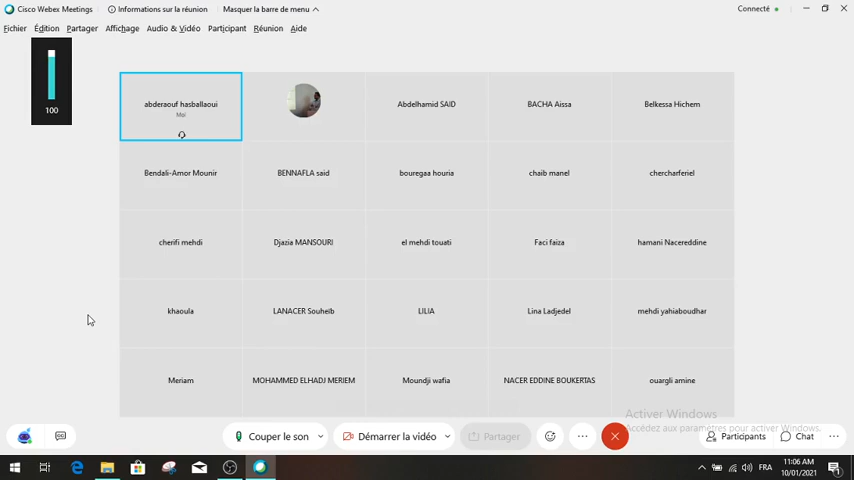 Cisco Webex Meetings
Informations sur la réunion
Masquer la barre de menu
Connecté
Fichier Édition Partager Affichage Audio & Vidéo Participant Réunion Aide
100
abderaouf hasballaoui
Moi
Abdelhamid SAID
BACHA Aissa
Belkessa Hichem
Bendali-Amor Mounir
BENNAFLA said
bouregaa houria
chaib manel
chercharferiel
cherifi mehdi
Djazia MANSOURI
el mehdi touati
Faci faiza
hamani Nacereddine
khaoula
LANACER Souheib
LILIA
Lina Ladjedel
mehdi yahiaboudhar
Meriam
MOHAMMED ELHADJ MERIEM
Moundji wafia
NACER EDDINE BOUKERTAS
ouargli amine
Activer Windows
Accédez aux paramètres pour activer Windows.
Couper le son
Démarrer la vidéo
Partager
Participants
Chat
FRA
11:06 AM
10/01/2021
1